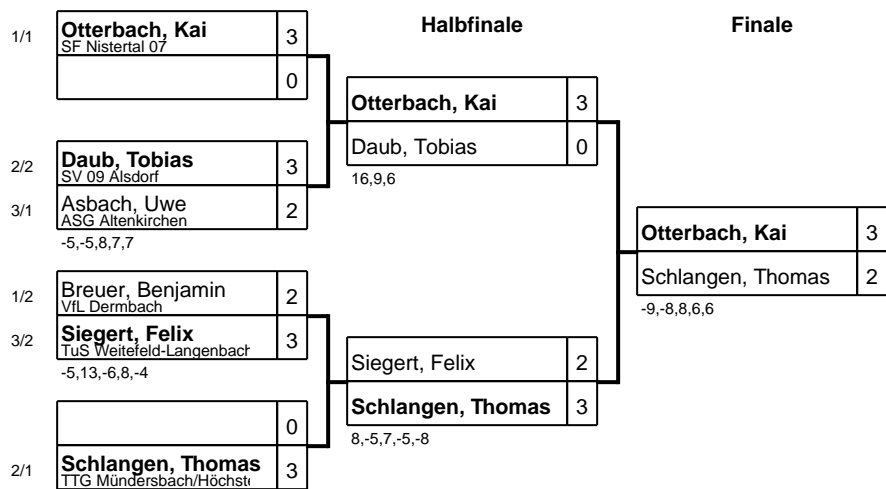 Halbfinale
Finale
1/1 Otterbach, Kai 3
SF Nistertal 07
0
2/2 Daub, Tobias 3
SV 09 Alsdorf
3/1 Asbach, Uwe 2
ASG Altenkirchen
-5,-5,8,7,7
1/2 Breuer, Benjamin 2
VfL Dermbach
3/2 Siegert, Felix 3
TuS Weitefeld-Langenbach
-5,13,-6,8,-4
0
2/1 Schlangen, Thomas 3
TTG Mündersbach/Höchste
Otterbach, Kai 3
Daub, Tobias 0
16,9,6
Siegert, Felix 2
Schlangen, Thomas 3
8,-5,7,-5,-8
Otterbach, Kai 3
Schlangen, Thomas 2
-9,-8,8,6,6